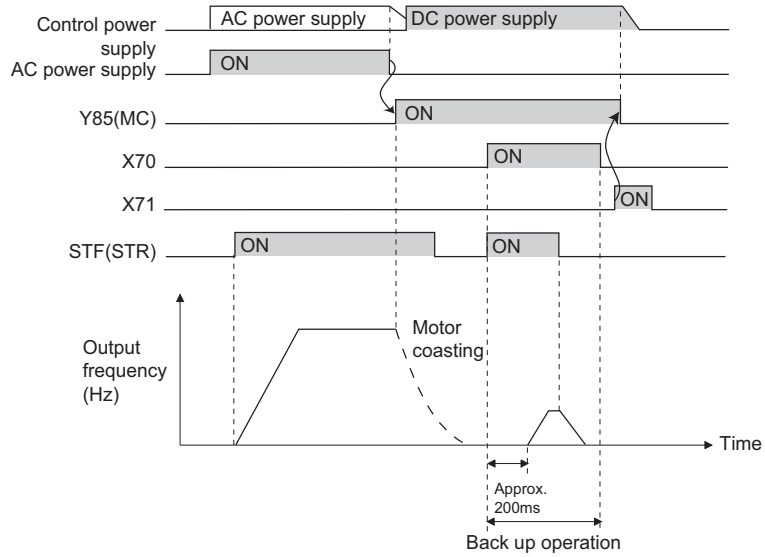 Control power
supply
AC power supply
DC power supply
AC power supply
ON
Y85(MC)
ON
X70
ON
X71
ON
STF(STR)
ON
ON
Output
frequency
(Hz)
Motor
coasting
Time
Approx.
200ms
Back up operation